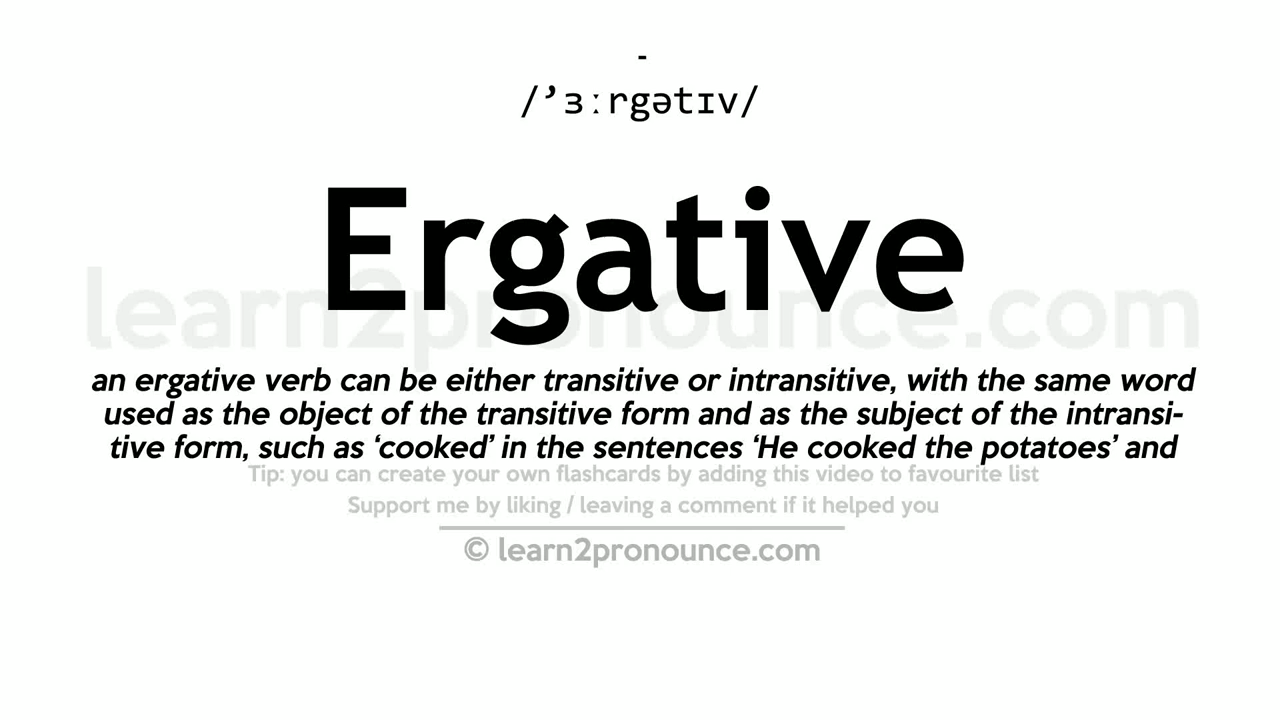 -
/’ɜːrgətɪv/
Ergative
learn2pronounce.com
an ergative verb can be either transitive or intransitive, with the same word
used as the object of the transitive form and as the subject of the intransi-
tive form, such as ‘cooked’ in the sentences ‘He cooked the potatoes’ and
Tip: you can create your own flashcards by adding this video to favourite list
Support me by liking / leaving a comment if it helped you
© learn2pronounce.com